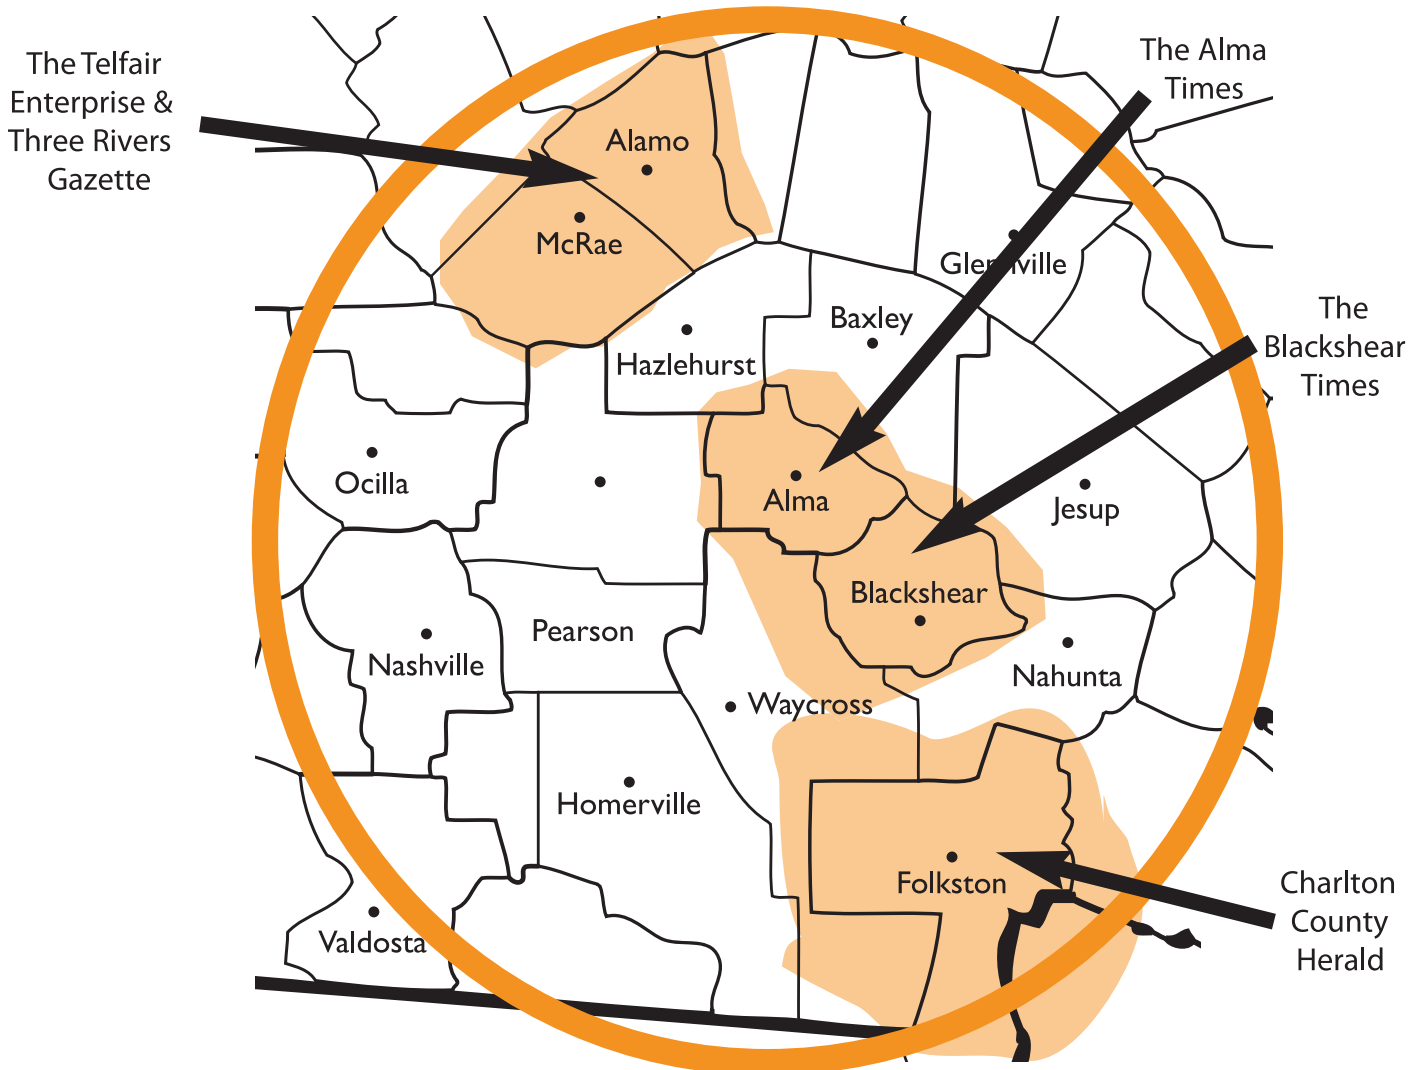 The Telfair
Enterprise &
Three Rivers
Gazette
The Alma
Times
Alamo
McRae
Glennville
The
Blackshear
Times
Baxley
Hazlehurst
Ocilla
Alma
Jesup
Blackshear
Pearson
Nashville
Nahunta
Waycross
Homerville
Folkston
Charlton
County
Herald
Valdosta